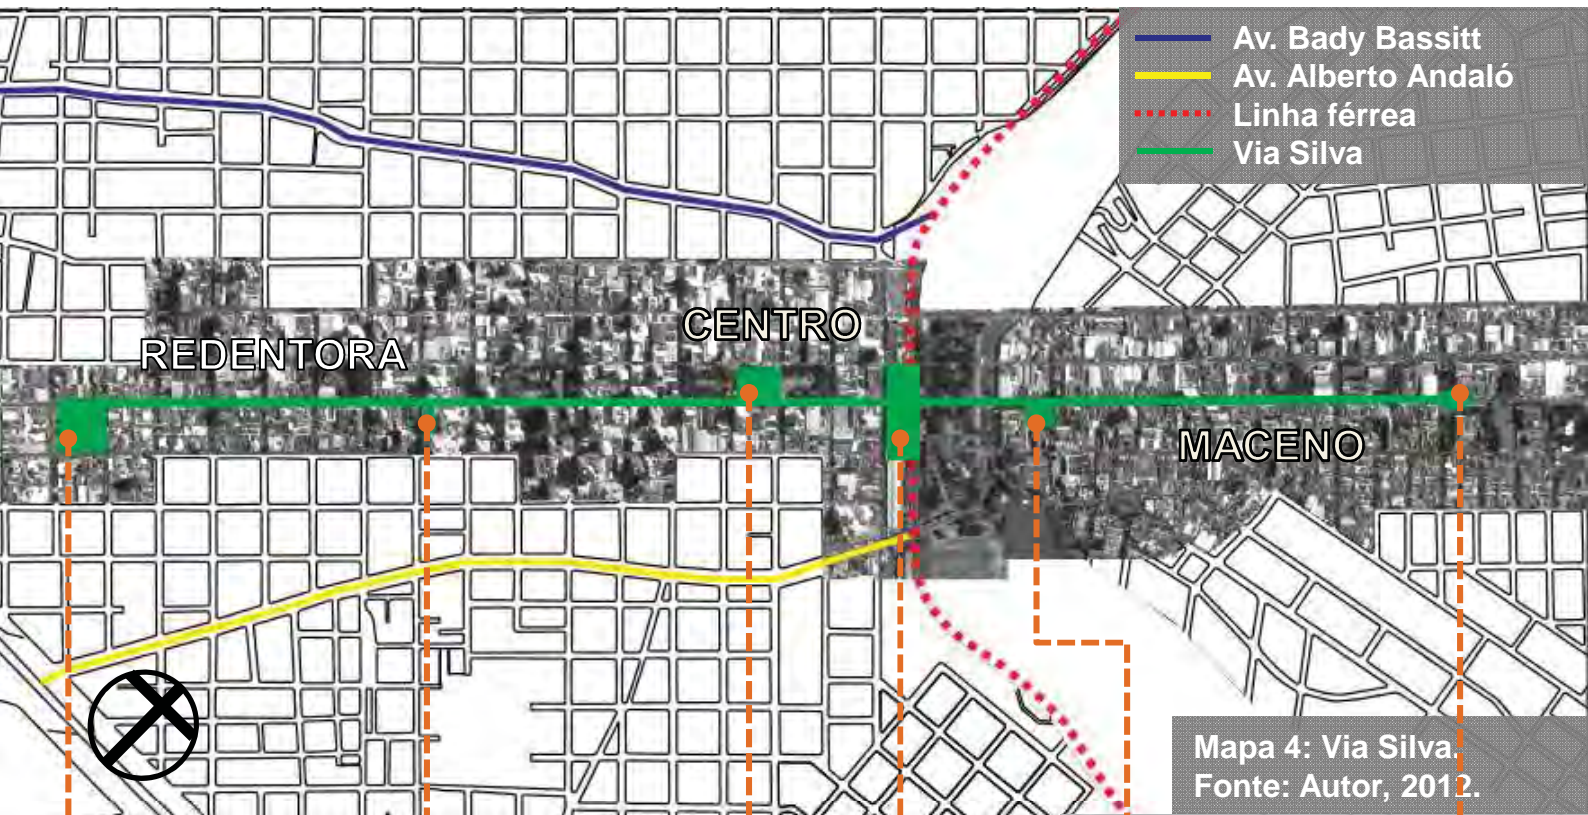 Av. Bady Bassitt
Av. Alberto Andaló
Linha férrea
Via Silva
CENTRO
REDENTORA
MACENO
Mapa 4: Via Silva.
Fonte: Autor, 2012.